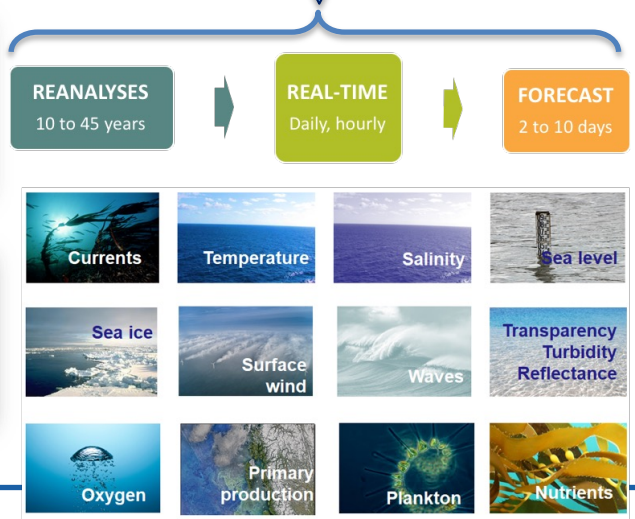 REANALYSES
10 to 45 years
REAL-TIME
Daily, hourly
FORECAST
2 to 10 days
Currents
Temperature
Salinity
Sea level
Sea ice
Surface
wind
Waves
Transparency
Turbidity
Reflectance
Oxygen
Primary
production
Plankton
Nutrients